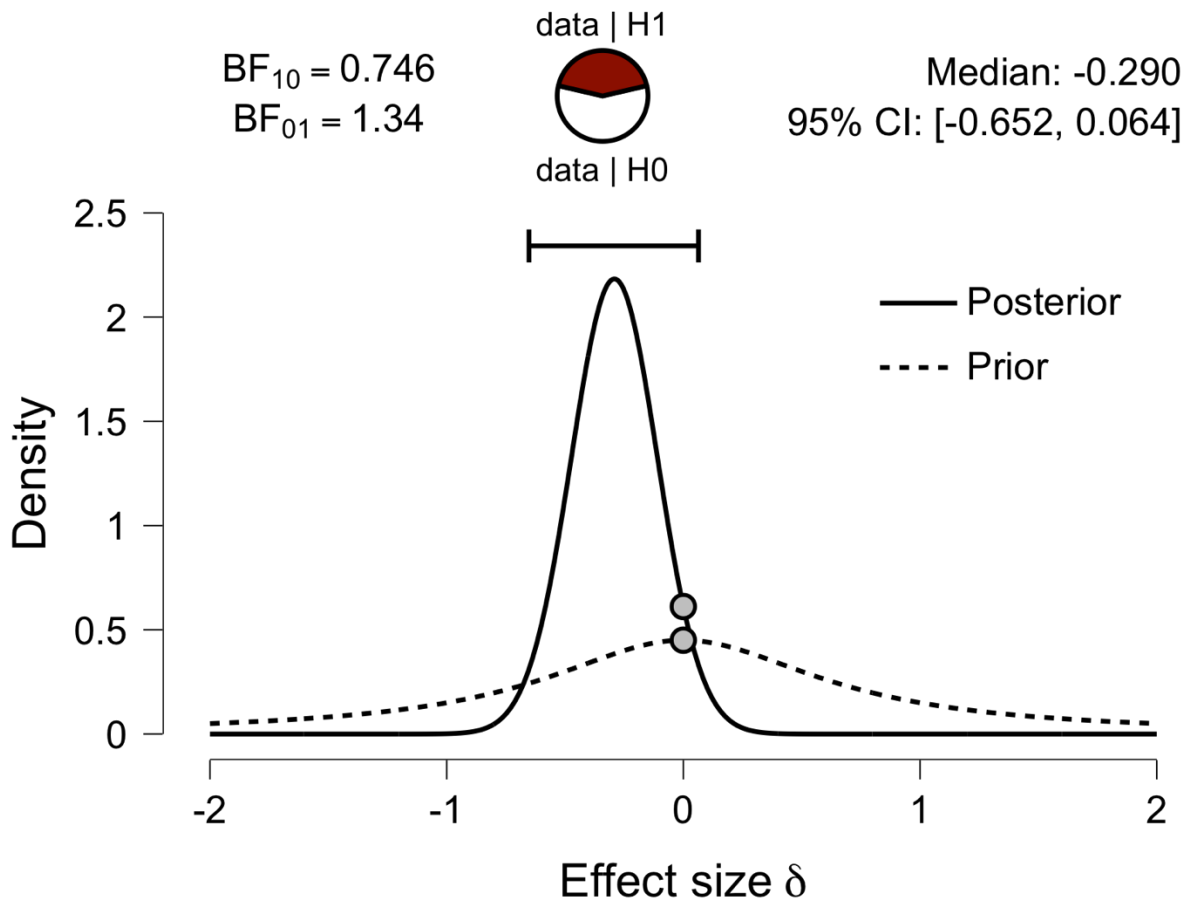 data | H1
BF₁₀ = 0.746
BF₀₁ = 1.34
Median: -0.290
95% CI: [-0.652, 0.064]
data | H0
2.5
2
1.5
1
0.5
0
Density
Posterior
Prior
-2
-1
0
1
2
Effect size δ